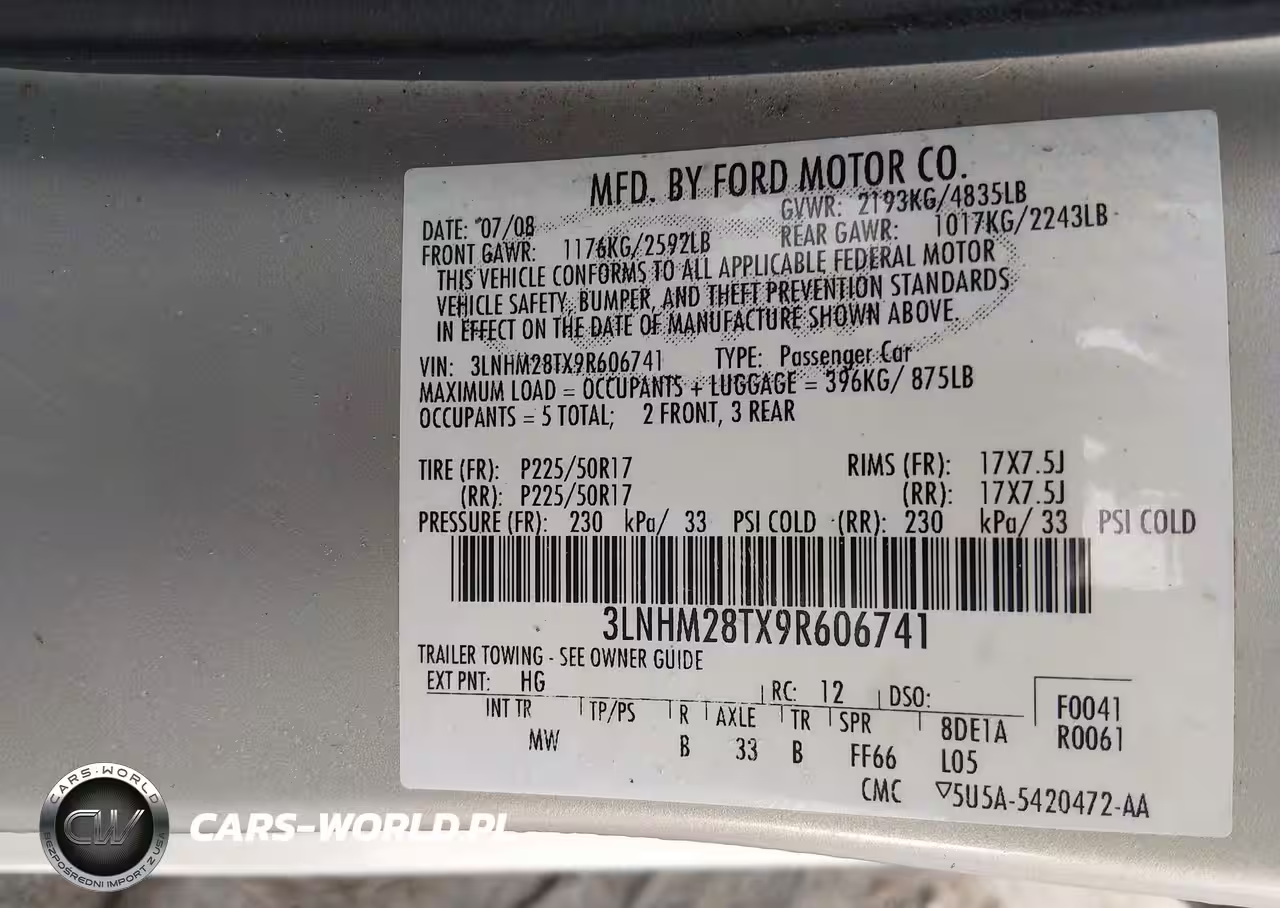 MFD. BY FORD MOTOR CO.
DATE: 07/08 GVWR: 2193KG/4835LB
FRONT GAWR: 1176KG/2592LB REAR GAWR: 1017KG/2243LB
THIS VEHICLE CONFORMS TO ALL APPLICABLE FEDERAL MOTOR
VEHICLE SAFETY, BUMPER, AND THEFT PREVENTION STANDARDS
IN EFFECT ON THE DATE OF MANUFACTURE SHOWN ABOVE.
VIN: 3LNHM28TX9R606741 TYPE: Passenger Car
MAXIMUM LOAD = OCCUPANTS + LUGGAGE = 396KG/ 875LB
OCCUPANTS = 5 TOTAL; 2 FRONT, 3 REAR
TIRE (FR): P225/50R17 RIMS (FR): 17X7.5J
(RR): P225/50R17 (RR): 17X7.5J
PRESSURE (FR): 230 kPa/ 33 PSI COLD (RR): 230 kPa/ 33 PSI COLD
3LNHM28TX9R606741
TRAILER TOWING - SEE OWNER GUIDE
EXT PNT: HG RC: 12 DSO: F0041
INT TR TP/PS R AXLE TR SPR 8DE1A R0061
MW B 33 B FF66 L05
CMC ▽5U5A-5420472-AA
CARS-WORLD
CW
BEZPOŚREDNI IMPORT Z USA
CARS-WORLD.PL